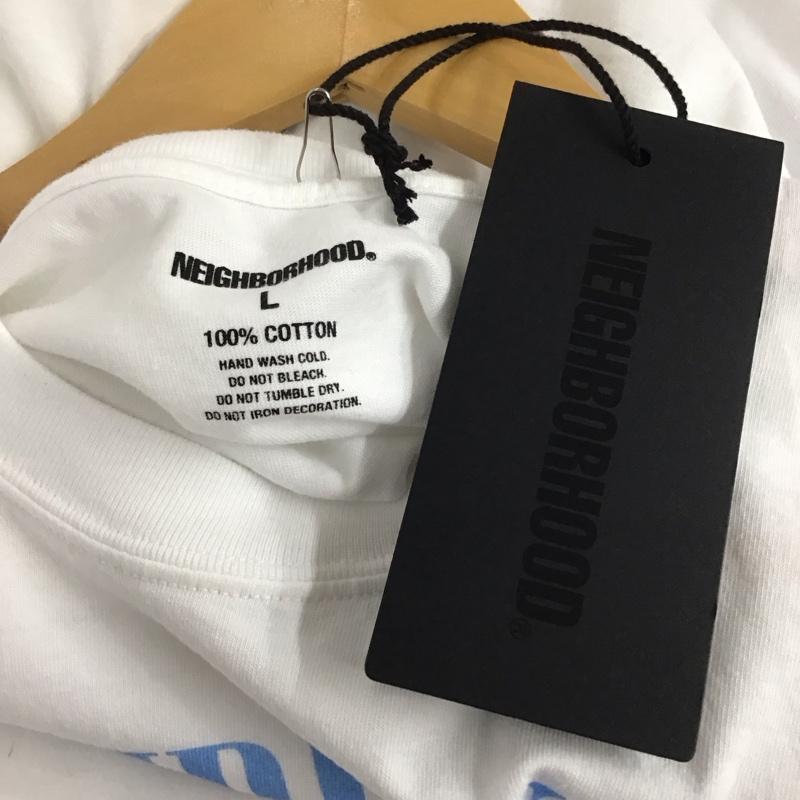 NEIGHBORHOOD®
L
100% COTTON
HAND WASH COLD.
DO NOT BLEACH.
DO NOT TUMBLE DRY.
DO NOT IRON DECORATION.
NEIGHBORHOOD®